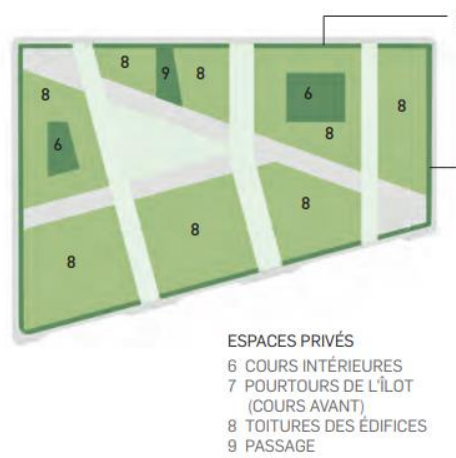 8
9
8
8
6
8
8
6
8
8
8
8
ESPACES PRIVÉS
6 COURS INTÉRIEURES
7 POURTOURS DE L'ÎLOT
(COURS AVANT)
8 TOITURES DES ÉDIFICES
9 PASSAGE